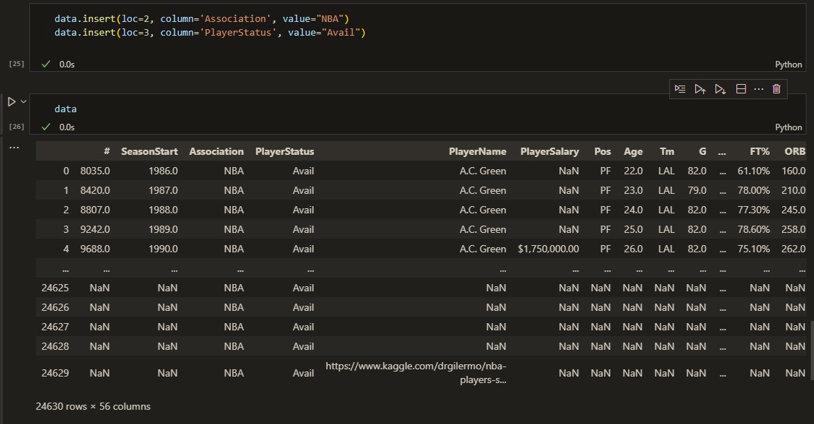 data.insert(loc=2, column='Association', value="NBA")
data.insert(loc=3, column='PlayerStatus', value="Avail")
[25] ✓ 0.0s Python
data
[26] ✓ 0.0s Python
... # SeasonStart Association PlayerStatus PlayerName PlayerSalary Pos Age Tm G ... FT% ORB
0 8035.0 1986.0 NBA Avail A.C. Green NaN PF 22.0 LAL 82.0 ... 61.10% 160.0
1 8420.0 1987.0 NBA Avail A.C. Green NaN PF 23.0 LAL 79.0 ... 78.00% 210.0
2 8807.0 1988.0 NBA Avail A.C. Green NaN PF 24.0 LAL 82.0 ... 77.30% 245.0
3 9242.0 1989.0 NBA Avail A.C. Green NaN PF 25.0 LAL 82.0 ... 78.60% 258.0
4 9688.0 1990.0 NBA Avail A.C. Green $1,750,000.00 PF 26.0 LAL 82.0 ... 75.10% 262.0
... ... ... ... ... ... ... ... ... ... ... ... ... ...
24625 NaN NaN NBA Avail NaN NaN NaN NaN NaN NaN ... NaN NaN
24626 NaN NaN NBA Avail NaN NaN NaN NaN NaN NaN ... NaN NaN
24627 NaN NaN NBA Avail NaN NaN NaN NaN NaN NaN ... NaN NaN
24628 NaN NaN NBA Avail NaN NaN NaN NaN NaN NaN ... NaN NaN
24629 NaN NaN NBA Avail https://www.kaggle.com/drgilermo/nba-
players-s... NaN NaN NaN NaN NaN ... NaN NaN
24630 rows × 56 columns